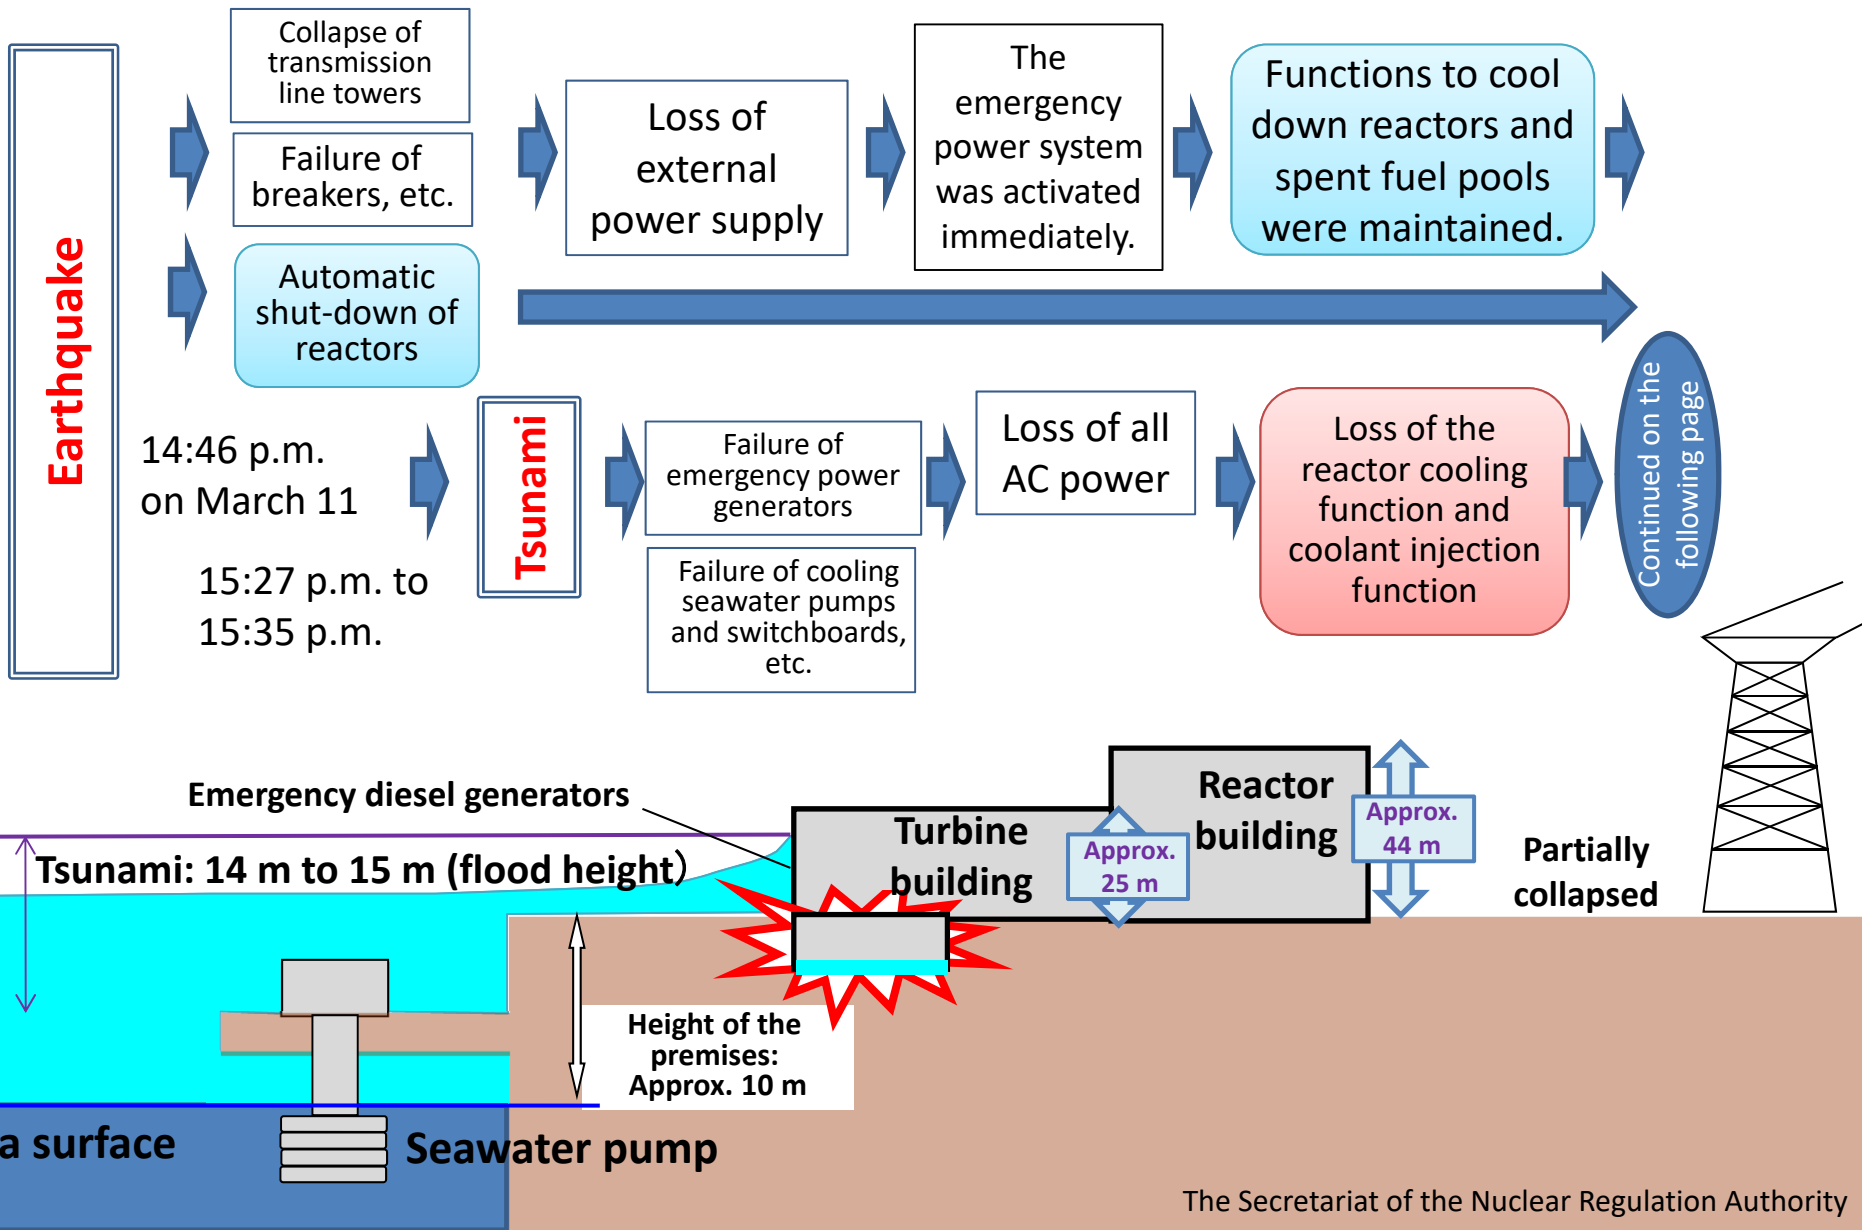 Earthquake
Collapse of
transmission
line towers
Failure of
breakers, etc.
Loss of
external
power supply
The
emergency
power system
was activated
immediately.
Functions to cool
down reactors and
spent fuel pools
were maintained.
Automatic
shut-down of
reactors
14:46 p.m.
on March 11
15:27 p.m. to
15:35 p.m.
Tsunami
Failure of
emergency power
generators
Failure of cooling
seawater pumps
and switchboards,
etc.
Loss of all
AC power
Loss of the
reactor cooling
function and
coolant injection
function
Continued on the
following page
Emergency diesel generators
Tsunami: 14 m to 15 m (flood height)
Turbine
building
Approx.
25 m
Reactor
building
Approx.
44 m
Partially
collapsed
Height of the
premises:
Approx. 10 m
a surface
Seawater pump
The Secretariat of the Nuclear Regulation Authority